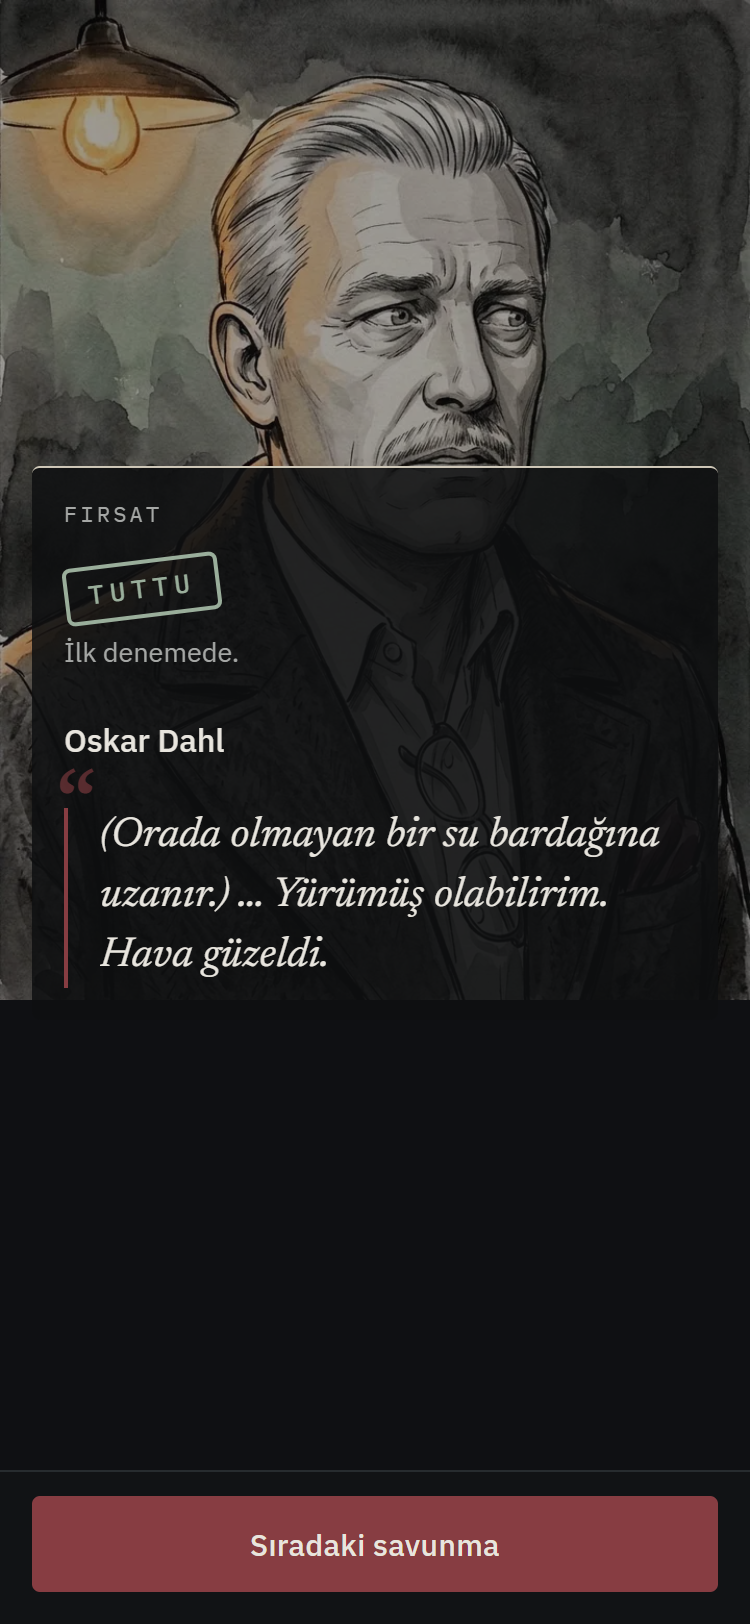 FIRSAT
TUTTU
İlk denemede.
Oskar Dahl
“
(Orada olmayan bir su bardağına
uzanır.) ... Yürümüş olabilirim.
Hava güzeldi.
Sıradaki savunma